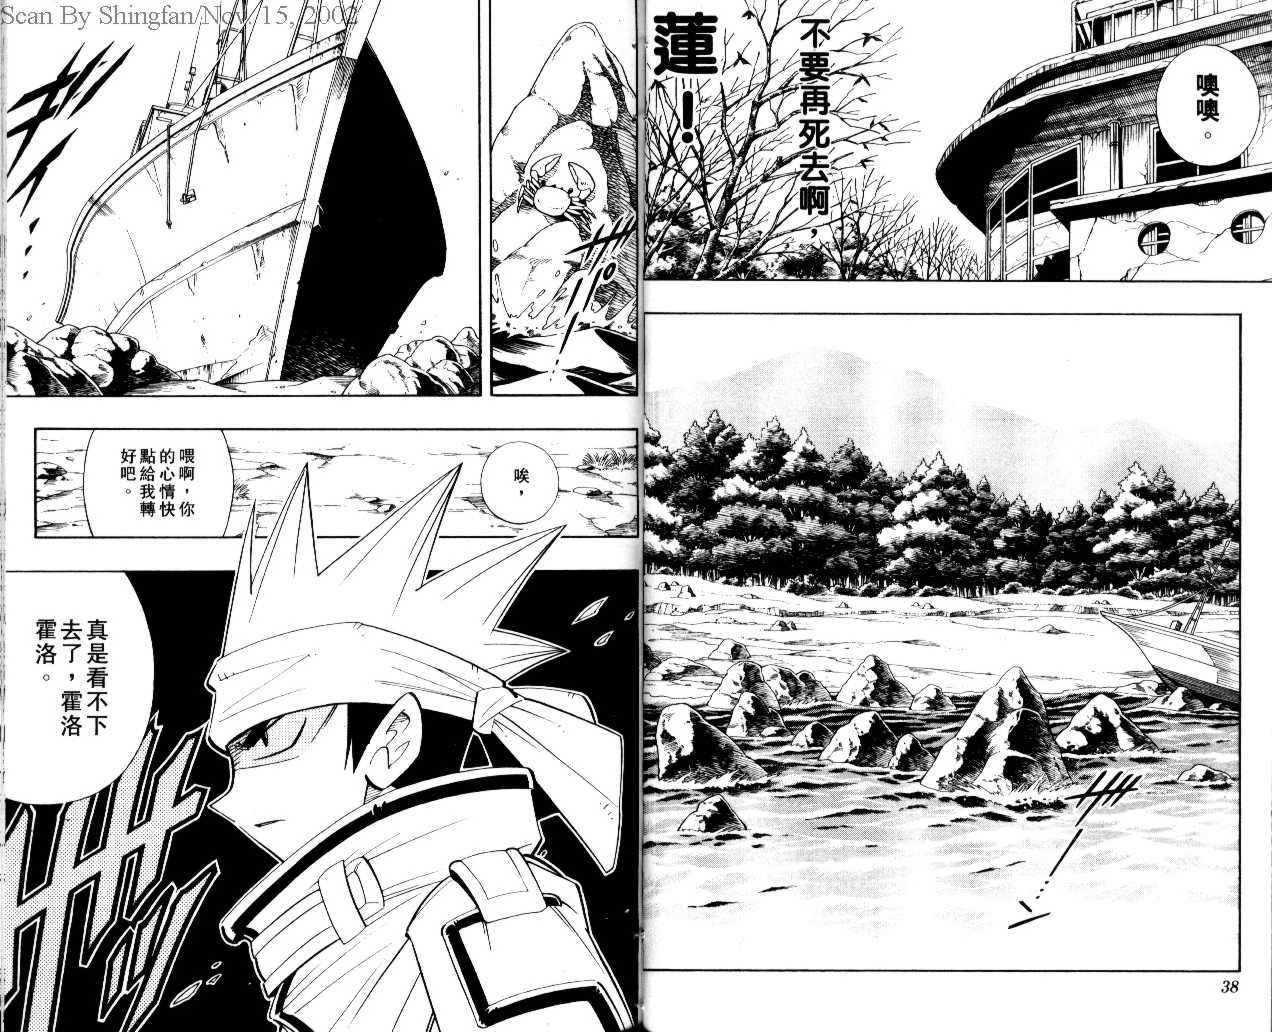 Scan By Shingfan/Nov. 15, 2002
噢噢。
不要再死去啊，
蓮！
38
唉，
喂啊，你
的心情快
點給我轉
好吧。
真是看不下
去了，霍洛
霍洛。